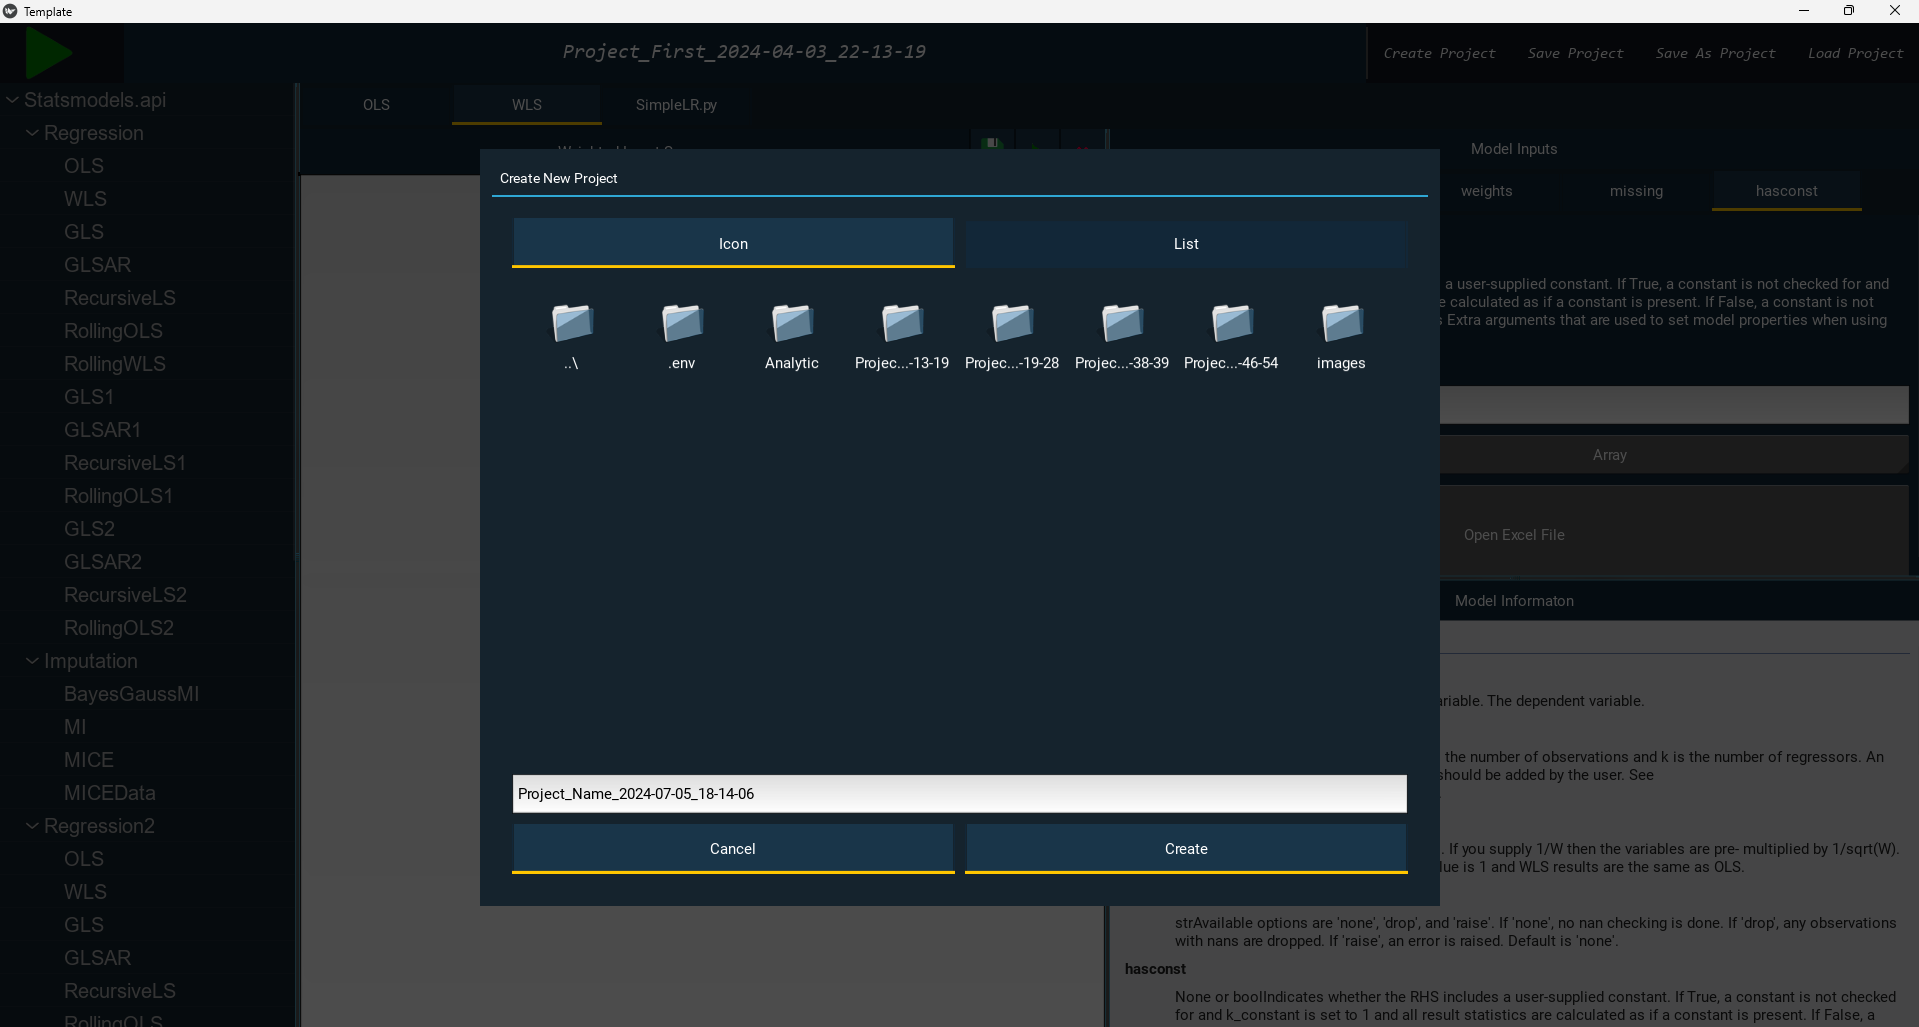 Template
Project_First_2024-04-03_22-13-19
Create Project
Save Project
Save As Project
Load Project
Statsmodels.api
Regression
OLS
WLS
GLS
GLSAR
RecursiveLS
RollingOLS
RollingWLS
GLS1
GLSAR1
RecursiveLS1
RollingOLS1
GLS2
GLSAR2
RecursiveLS2
RollingOLS2
Imputation
BayesGaussMI
MI
MICE
MICEData
Regression2
OLS
WLS
GLS
GLSAR
RecursiveLS
RollingOLS
OLS
WLS
SimpleLR.py
Create New Project
Icon
List
..\
.env
Analytic
Projec...-13-19
Projec...-19-28
Projec...-38-39
Projec...-46-54
images
Project_Name_2024-07-05_18-14-06
Cancel
Create
Model Inputs
weights
missing
hasconst
a user-supplied constant. If True, a constant is not checked for and
calculated as if a constant is present. If False, a constant is not
Extra arguments that are used to set model properties when using
Array
Open Excel File
Model Informaton
The dependent variable.
the number of observations and k is the number of regressors. An
should be added by the user. See
. If you supply 1/W then the variables are pre- multiplied by 1/sqrt(W).
is 1 and WLS results are the same as OLS.
strAvailable options are 'none', 'drop', and 'raise'. If 'none', no nan checking is done. If 'drop', any observations
with nans are dropped. If 'raise', an error is raised. Default is 'none'.
hasconst
None or boolIndicates whether the RHS includes a user-supplied constant. If True, a constant is not checked
for and k_constant is set to 1 and all result statistics are calculated as if a constant is present. If False, a